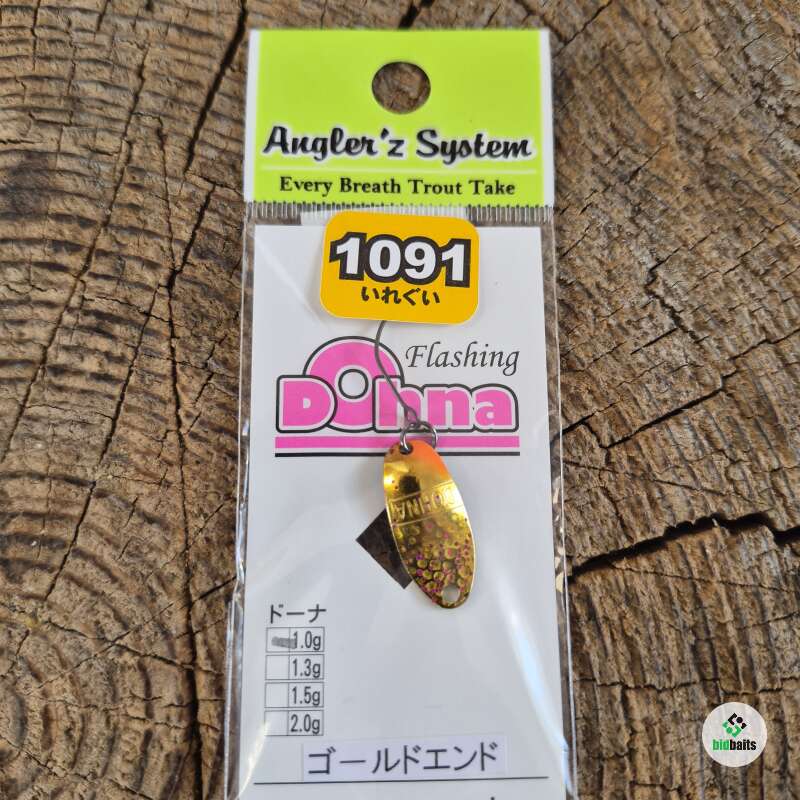 Angler'z System
Every Breath Trout Take
1091
いれぐい
Flashing
Dohna
DOHNA
ドーナ
1.0g
1.3g
1.5g
2.0g
ゴールドエンド
bidbaits